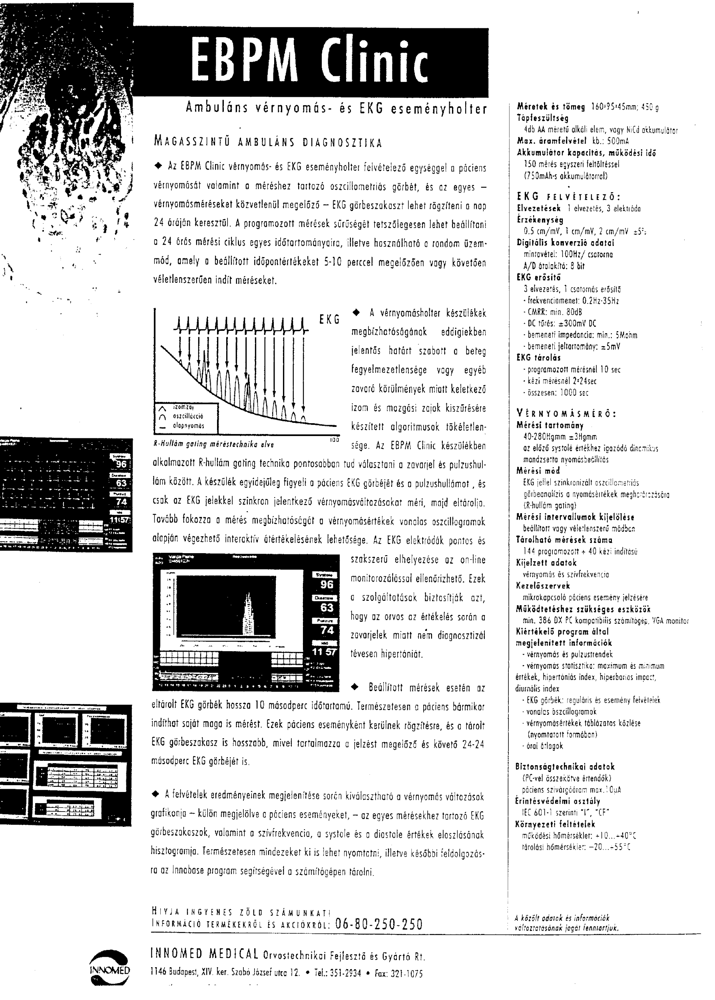 EBPM Clinic
Ambuláns vérnyomás- és EKG eseményholter
MAGASSZINTŰ AMBULÁNS DIAGNOSZTIKA
◆ Az EBPM Clinic vérnyomás- és EKG eseményholter felvételező egységgel a páciens
vérnyomását valamint a méréshez tartozó oszcillometriás görbét, és az egyes –
vérnyomásméréseket közvetlenül megelőző – EKG görbeszakaszt lehet rögzíteni a nap
24 óráján keresztül. A programozott mérések sűrűségét tetszőlegesen lehet beállítani
a 24 órás mérési ciklus egyes időtartományaira, illetve használható a random üzem-
mód, amely a beállított időpontértékeket 5-10 perccel megelőzően vagy követően
véletlenszerűen indít méréseket.
EKG
izomzaj
oszcilláció
alapnyomás
100
R-Hullám gating méréstechnika elve
◆ A vérnyomásholter készülékek
megbízhatóságának eddigiekben
jelentős határt szabott a beteg
fegyelmezetlensége vagy egyéb
zavaró körülmények miatt keletkező
izom és mozgási zajok kiszűrésére
készített algoritmusok tökéletlen-
sége. Az EBPM Clinic készülékben
alkalmazott R-hullám gating technika pontosabban tud választani a zavarjel és pulzushul-
lám között. A készülék egyidejűleg figyeli a páciens EKG görbéjét és a pulzushullámot , és
csak az EKG jelekkel szinkron jelentkező vérnyomásváltozásokat méri, majd eltárolja.
Tovább fokozza a mérés megbízhatóságát a vérnyomásértékek vonalas oszcillogramok
alapján végezhető interaktív átértékelésének lehetősége. Az EKG elektródák pontos és
szakszerű elhelyezése az on-line
monitorozálással ellenőrizhető. Ezek
a szolgáltatások biztosítják azt,
hogy az orvos az értékelés során a
zavarjelek miatt nem diagnosztizál
tévesen hipertóniát.
Systole
96
Diastole
63
Pulzus
74
Idő
11:57
Varga Pálné
Systole
96
Diastole
63
Pulzus
74
Idő
11 57
◆ Beállított mérések esetén az
eltárolt EKG görbék hossza 10 másodperc időtartamú. Természetesen a páciens bármikor
indíthat saját maga is mérést. Ezek páciens eseményként kerülnek rögzítésre, és a tárolt
EKG görbeszakasz is hosszabb, mivel tartalmazza a jelzést megelőző és követő 24-24
másodperc EKG görbéjét is.
◆ A felvételek eredményeinek megjelenítése során kiválasztható a vérnyomás változások
grafikonja – külön megjelölve a páciens eseményeket, – az egyes mérésekhez tartozó EKG
görbeszakaszok, valamint a szívfrekvencia, a systole és a diastole értékek eloszlásának
hisztogramja. Természetesen mindezeket ki is lehet nyomtatni, illetve későbbi feldolgozás-
ra az Innobase program segítségével a számítógépen tárolni.
HIVJA INGYENES ZÖLD SZÁMUNKAT!
INFORMÁCIÓ TERMÉKEKRŐL ÉS AKCIÓKRÓL: 06-80-250-250
Méretek és tömeg 160*95*45mm; 450 g
Tápfeszültség
4db AA méretű alkáli elem, vagy NiCd akkumulátor
Max. áramfelvétel kb.: 500mA
Akkumulátor kapacitás, működési idő
150 mérés egyszeri feltöltéssel
(750mAh-s akkumulátorral)
EKG FELVÉTELEZŐ:
Elvezetések 1 elvezetés, 3 elektróda
Érzékenység
0.5 cm/mV, 1 cm/mV, 2 cm/mV ±5%
Digitális konverzió adatai
mintavétel: 100Hz/ csatorna
A/D átalakító: 8 bit
EKG erősítő
3 elvezetés, 1 csatornás erősítő
- frekvenciamenet: 0.2Hz-35Hz
- CMRR: min. 80dB
- DC tűrés: ±300mV DC
- bemeneti impedancia: min.: 5Mohm
- bemeneti jeltartomány: ±5mV
EKG tárolás
- programozott mérésnél 10 sec
- kézi mérésnél 2*24sec
- összesen: 1000 sec
VÉRNYOMÁSMÉRŐ:
Mérési tartomány
40-280Hgmm ±3Hgmm
az előző systolé értékhez igazódó dinamikus
mandzsetta nyomásbeállítás
Mérési mód
EKG jellel szinkronizált oszcillometriás
görbeanalízis a nyomásértékek meghatározására
(R-hullám gating)
Mérési intervallumok kijelölése
beállított vagy véletlenszerű módban
Tárolható mérések száma
144 programozott + 40 kézi indítású
Kijelzett adatok
vérnyomás és szívfrekvencia
Kezelőszervek
mikrokapcsoló páciens esemény jelzésére
Működtetéshez szükséges eszközök
min. 386 DX PC kompatibilis számítógép, VGA monitor
Kiértékelő program által
megjelenített információk
- vérnyomás és pulzustrendek
- vérnyomás statisztika: maximum és minimum
értékek, hipertóniás index, hiperbarias impact,
diurnális index
- EKG görbék: reguláris és esemény felvételek
- vonalas oszcillogramok
- vérnyomásértékek táblázatos közlése
(nyomtatott formában)
- órai átlagok
Biztonságtechnikai adatok
(PC-vel összekötve értendők)
páciens szivárgóáram max.10µA
Érintésvédelmi osztály
IEC 601-1 szerinti "I", "CF"
Környezeti feltételek
működési hőmérséklet: +10...+40°C
tárolási hőmérséklet: –20...+55°C
A közölt adatok és információk
változtatásának jogát fenntartjuk.
INNOMED
INNOMED MEDICAL Orvostechnikai Fejlesztő és Gyártó Rt.
1146 Budapest, XIV. ker. Szabó József utca 12. • Tel.: 351-2934 • Fax: 321-1075